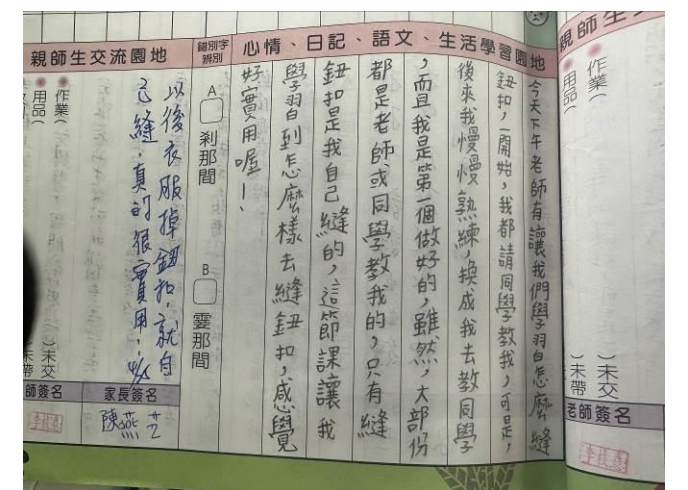 心情、日記、語文、生活學習園地
今天下午老師有讓我們學習怎麼縫
鈕扣,一開始,我都請同學教我,可是,
後來我慢慢熟練,換成我去教同學
,而且我是第一個做好的,雖然,大部份
都是老師或同學教我的,只有縫
鈕扣是我自己縫的,這節課讓我
學習到怎麼樣去縫鈕扣,感覺
好實用喔!、
錯別字
辨別
A
剎那間
B
霎那間
親師生交流園地
以後衣服掉鈕扣,就自
己縫,真的很實用,
作業(
)未交
用品(
)未帶
師簽名
家長簽名
陳燕
親師生
作業(
)未交
用品(
)未帶
老師簽名